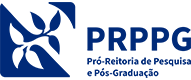 PRPPG
Pró-Reitoria de Pesquisa
e Pós-Graduação